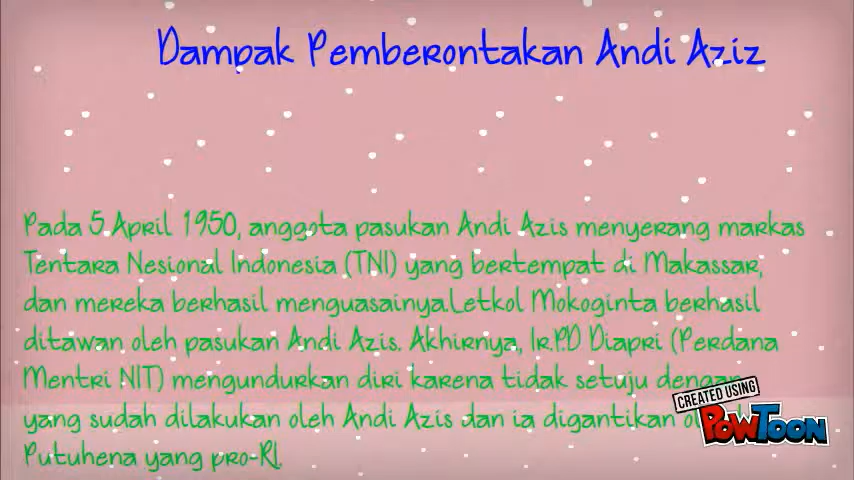 Dampak Pemberontakan Andi Aziz
Pada 5 April 1950, anggota pasukan Andi Azis menyerang markas
Tentara Nesional Indonesia (TNI) yang bertempat di Makassar,
dan mereka berhasil menguasainya.Letkol Mokoginta berhasil
ditawan oleh pasukan Andi Azis. Akhirnya, Ir.P.D Diapri (Perdana
Mentri NIT) mengundurkan diri karena tidak setuju dengan
yang sudah dilakukan oleh Andi Azis dan ia digantikan
Putuhena yang pro-RI.
CREATED USING
POWTOON